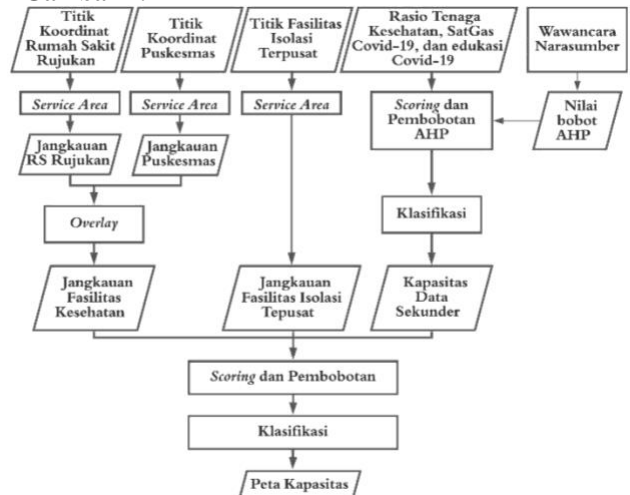 Titik
Koordinat
Rumah Sakit
Rujukan
Titik
Koordinat
Puskesmas
Titik Fasilitas
Isolasi
Terpusat
Rasio Tenaga
Kesehatan, SatGas
Covid-19, dan edukasi
Covid-19
Wawancara
Narasumber
Service Area
Service Area
Service Area
Scoring dan
Pembobotan
AHP
Nilai
bobot
AHP
Jangkauan
RS Rujukan
Jangkauan
Puskesmas
Overlay
Klasifikasi
Jangkauan
Fasilitas
Kesehatan
Jangkauan
Fasilitas Isolasi
Tepusat
Kapasitas
Data
Sekunder
Scoring dan Pembobotan
Klasifikasi
Peta Kapasitas